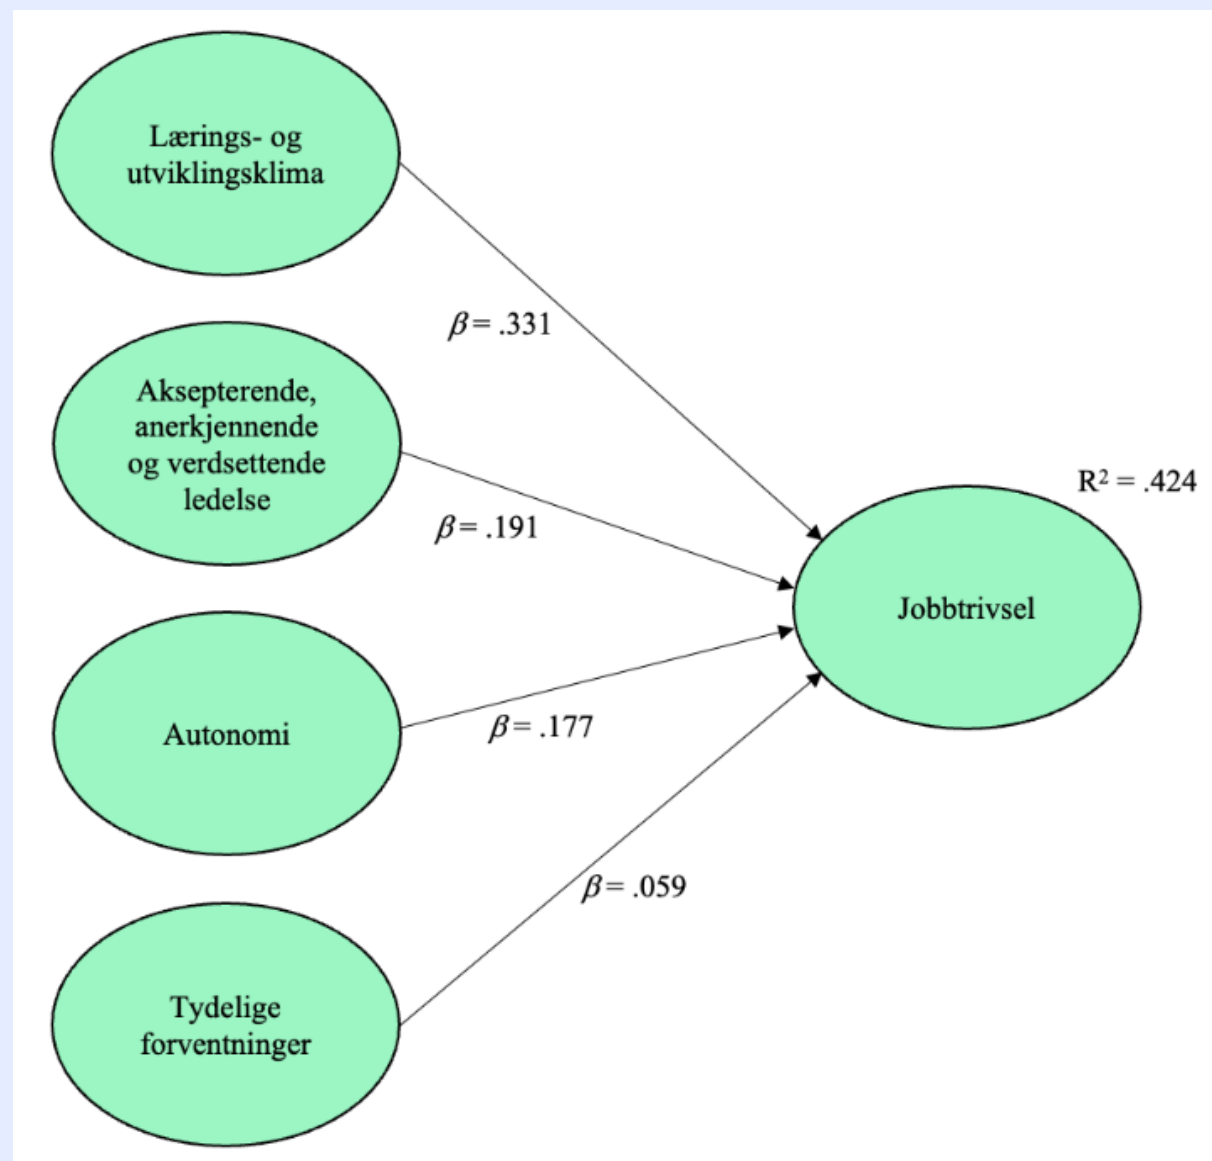 Lærings- og
utviklingsklima
β = .331
Aksepterende,
anerkjennende
og verdsettende
ledelse
β = .191
R² = .424
Jobbtrivsel
Autonomi
β = .177
β = .059
Tydelige
forventninger